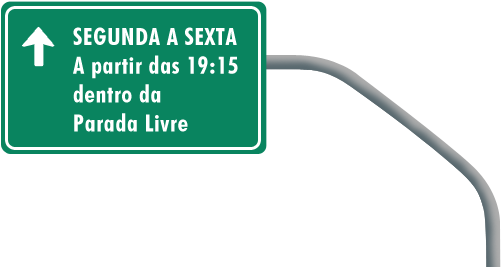 SEGUNDA A SEXTA
A partir das 19:15
dentro da
Parada Livre